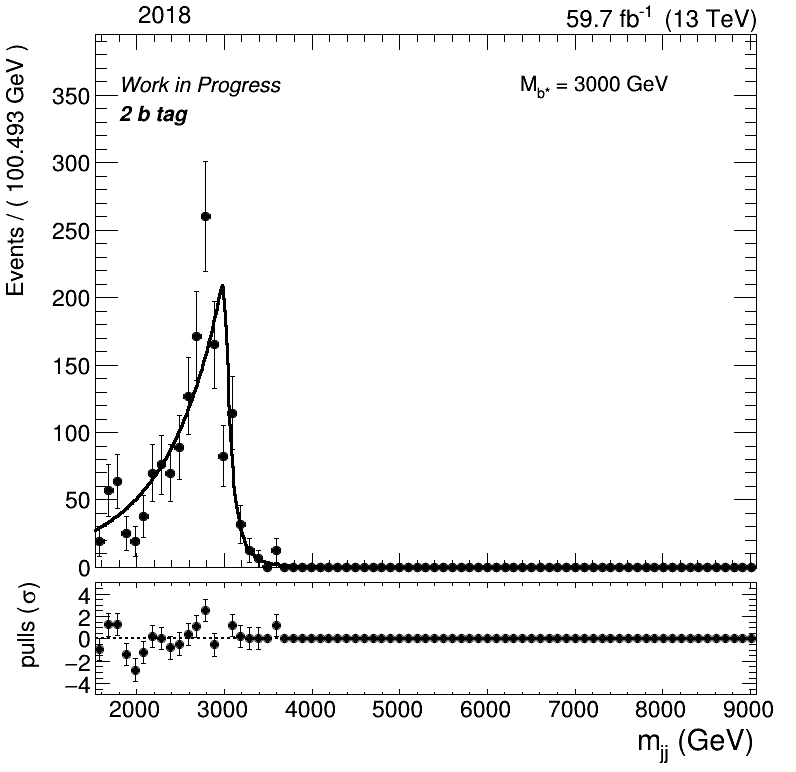 2018 59.7 fb⁻¹ (13 TeV)
Work in Progress
2 b tag
M_b* = 3000 GeV
Events / ( 100.493 GeV )
350
300
250
200
150
100
50
0
pulls (σ)
4
2
0
−2
−4
2000 3000 4000 5000 6000 7000 8000 9000
m_jj (GeV)